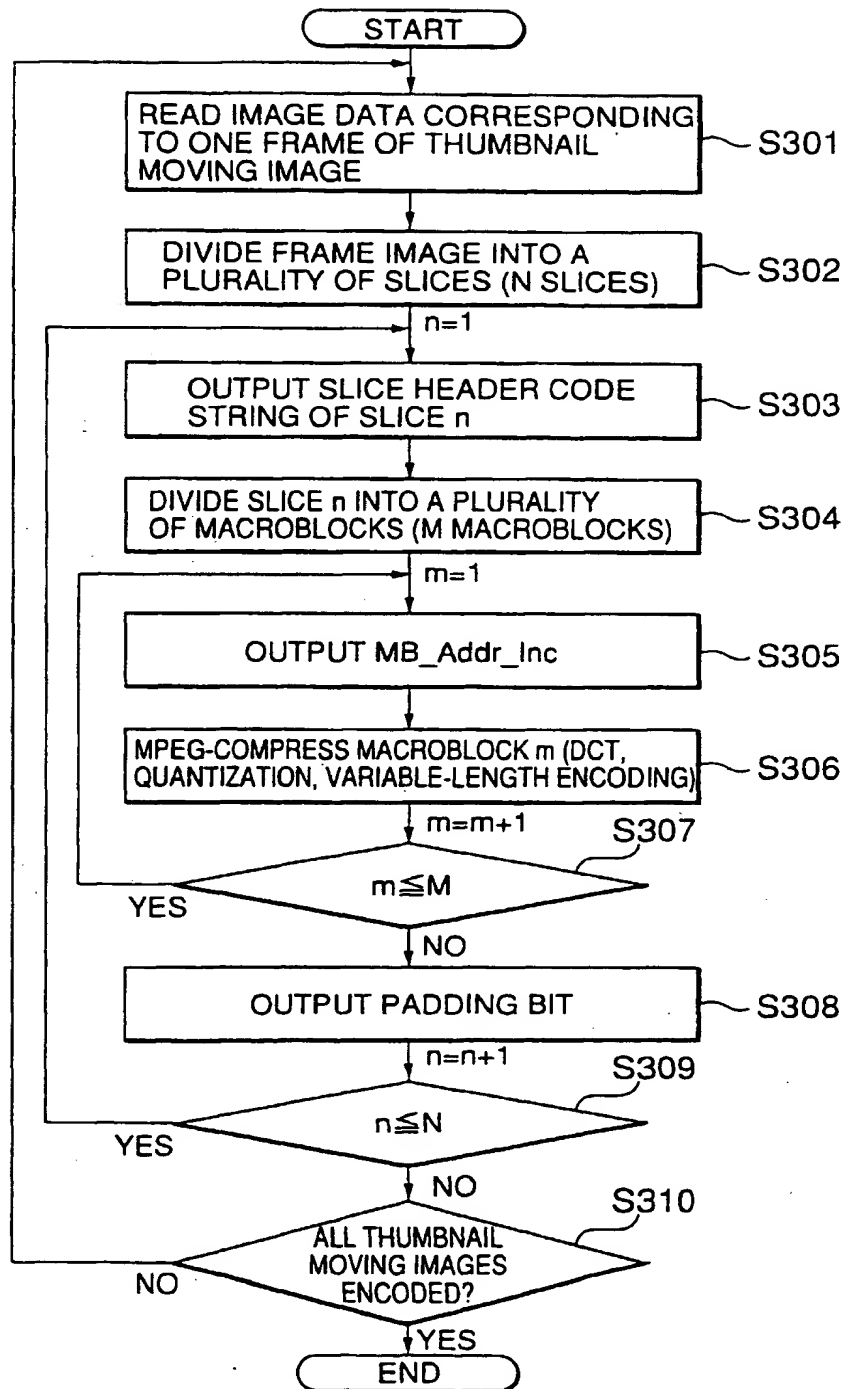 START
READ IMAGE DATA CORRESPONDING
TO ONE FRAME OF THUMBNAIL
MOVING IMAGE
S301
DIVIDE FRAME IMAGE INTO A
PLURALITY OF SLICES (N SLICES)
S302
n=1
OUTPUT SLICE HEADER CODE
STRING OF SLICE n
S303
DIVIDE SLICE n INTO A PLURALITY
OF MACROBLOCKS (M MACROBLOCKS)
S304
m=1
OUTPUT MB_Addr_Inc
S305
MPEG-COMPRESS MACROBLOCK m (DCT,
QUANTIZATION, VARIABLE-LENGTH ENCODING)
S306
m=m+1
S307
m≦M
YES
NO
OUTPUT PADDING BIT
S308
n=n+1
S309
n≦N
YES
NO
S310
ALL THUMBNAIL
MOVING IMAGES
ENCODED?
NO
YES
END